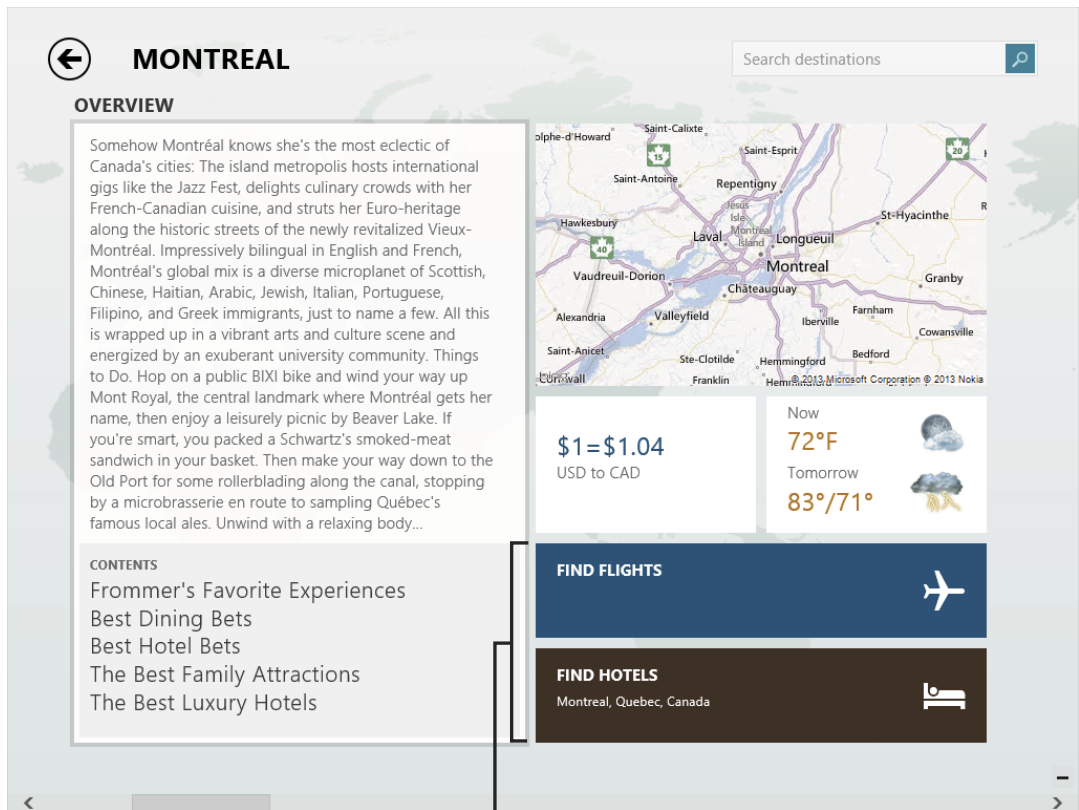 MONTREAL
Search destinations
OVERVIEW
Somehow Montréal knows she's the most eclectic of
Canada's cities: The island metropolis hosts international
gigs like the Jazz Fest, delights culinary crowds with her
French-Canadian cuisine, and struts her Euro-heritage
along the historic streets of the newly revitalized Vieux-
Montréal. Impressively bilingual in English and French,
Montréal's global mix is a diverse microplanet of Scottish,
Chinese, Haitian, Arabic, Jewish, Italian, Portuguese,
Filipino, and Greek immigrants, just to name a few. All this
is wrapped up in a vibrant arts and culture scene and
energized by an exuberant university community. Things
to Do. Hop on a public BIXI bike and wind your way up
Mont Royal, the central landmark where Montréal gets her
name, then enjoy a leisurely picnic by Beaver Lake. If
you're smart, you packed a Schwartz's smoked-meat
sandwich in your basket. Then make your way down to the
Old Port for some rollerblading along the canal, stopping
by a microbrasserie en route to sampling Québec's
famous local ales. Unwind with a relaxing body...
CONTENTS
Frommer's Favorite Experiences
Best Dining Bets
Best Hotel Bets
The Best Family Attractions
The Best Luxury Hotels
olphe-d'Howard
Saint-Calixte
15
Saint-Esprit
20
Saint-Antoine
Repentigny
Jesus
Isle
R
Hawkesbury
St-Hyacinthe
Laval
Montreal
Island
Longueuil
40
Montreal
Vaudreuil-Dorion
Châteauguay
Granby
Alexandria
Valleyfield
Iberville
Farnham
Cowansville
Saint-Anicet
Ste-Clotilde
Hemmingford
Bedford
Cornwall
Franklin
© 2013 Microsoft Corporation © 2013 Nokia
$1=$1.04
USD to CAD
Now
72°F
Tomorrow
83°/71°
FIND FLIGHTS
FIND HOTELS
Montreal, Quebec, Canada